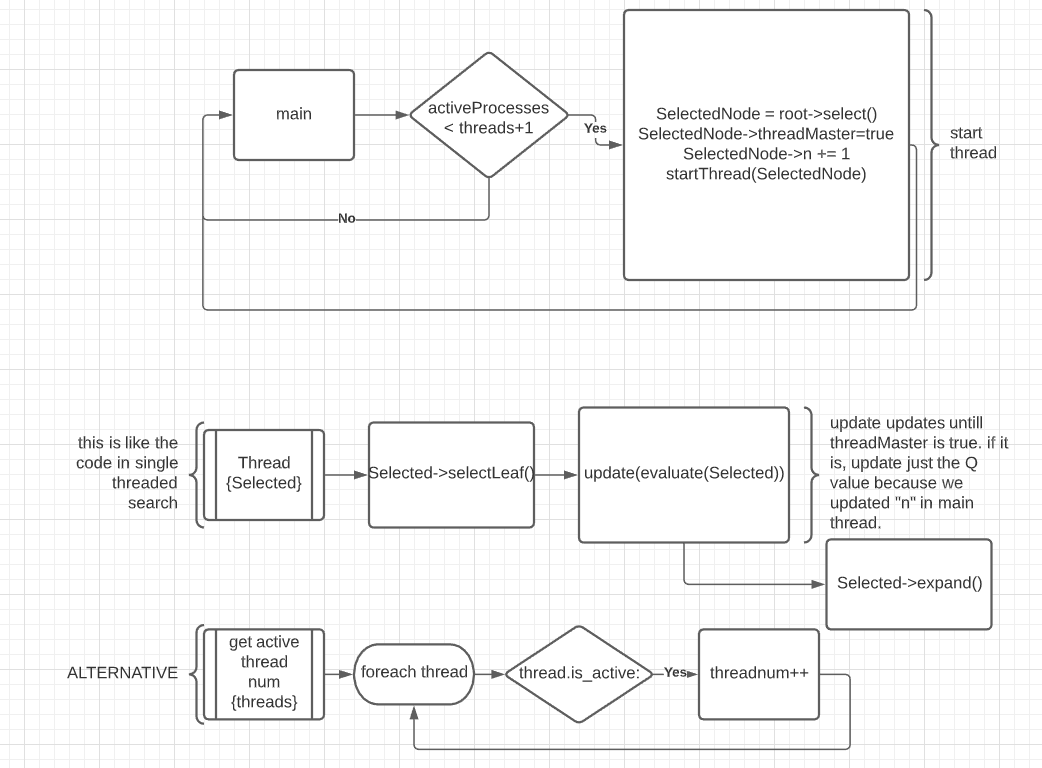 main
activeProcesses
< threads+1
Yes
SelectedNode = root->select()
SelectedNode->threadMaster=true
SelectedNode->n += 1
startThread(SelectedNode)
start
thread
No
this is like the
code in single
threaded
search
Thread
{Selected}
Selected->selectLeaf()
update(evaluate(Selected))
update updates untill
threadMaster is true. if it
is, update just the Q
value because we
updated "n" in main
thread.
Selected->expand()
ALTERNATIVE
get active
thread
num
{threads}
foreach thread
thread.is_active:
Yes
threadnum++